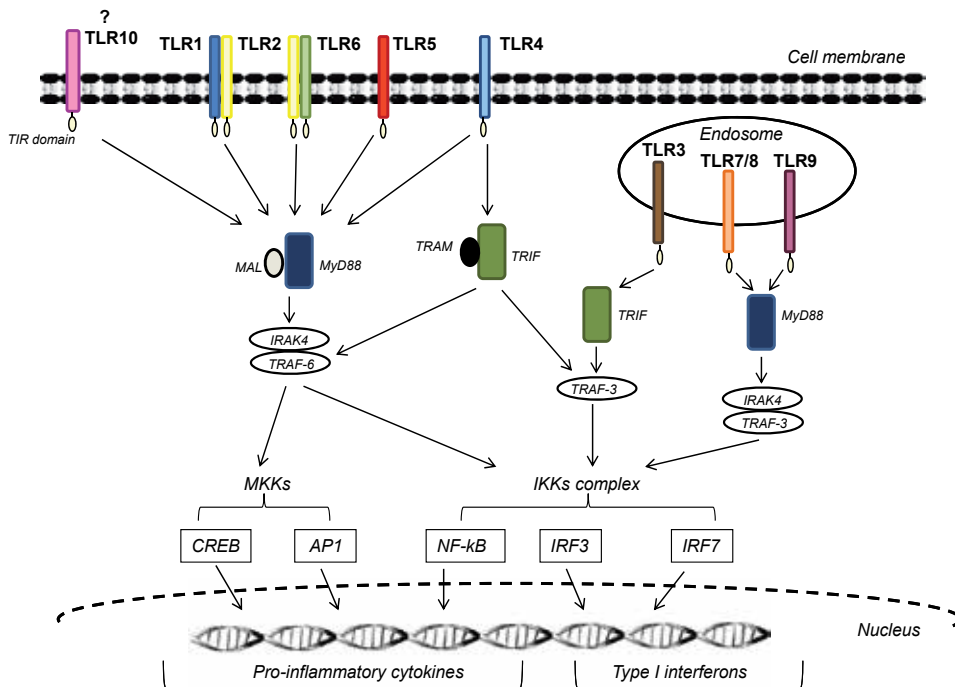 ?
TLR10
TLR1
TLR2
TLR6
TLR5
TLR4
Cell membrane
TIR domain
Endosome
TLR3
TLR7/8
TLR9
MAL
MyD88
TRAM
TRIF
TRIF
MyD88
IRAK4
TRAF-6
TRAF-3
IRAK4
TRAF-3
MKKs
IKKs complex
CREB
AP1
NF-kB
IRF3
IRF7
Nucleus
Pro-inflammatory cytokines
Type I interferons